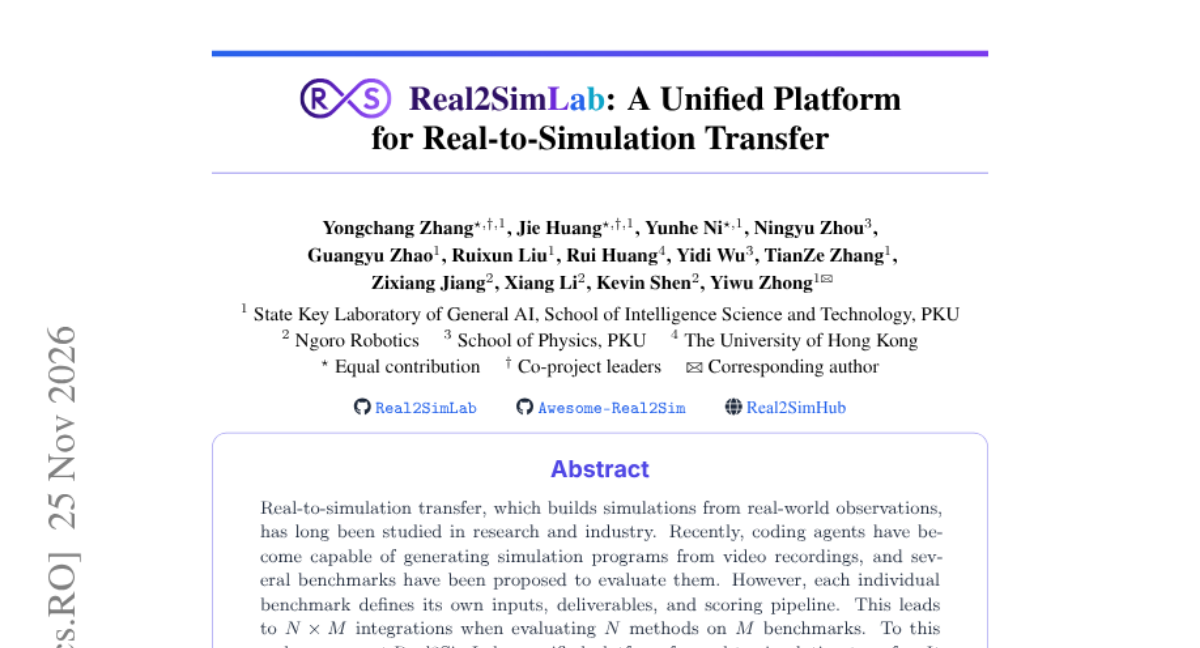 R S Real2SimLab: A Unified Platform
for Real-to-Simulation Transfer
Yongchang Zhang⋆,†,1, Jie Huang⋆,†,1, Yunhe Ni⋆,1, Ningyu Zhou3,
Guangyu Zhao1, Ruixun Liu1, Rui Huang4, Yidi Wu3, TianZe Zhang1,
Zixiang Jiang2, Xiang Li2, Kevin Shen2, Yiwu Zhong1✉
1 State Key Laboratory of General AI, School of Intelligence Science and Technology, PKU
2 Ngoro Robotics 3 School of Physics, PKU 4 The University of Hong Kong
⋆ Equal contribution † Co-project leaders ✉ Corresponding author
Real2SimLab Awesome-Real2Sim Real2SimHub
Abstract
Real-to-simulation transfer, which builds simulations from real-world observations,
has long been studied in research and industry. Recently, coding agents have be-
come capable of generating simulation programs from video recordings, and sev-
eral benchmarks have been proposed to evaluate them. However, each individual
benchmark defines its own inputs, deliverables, and scoring pipeline. This leads
to N × M integrations when evaluating N methods on M benchmarks. To this
cs.RO] 25 Nov 2026